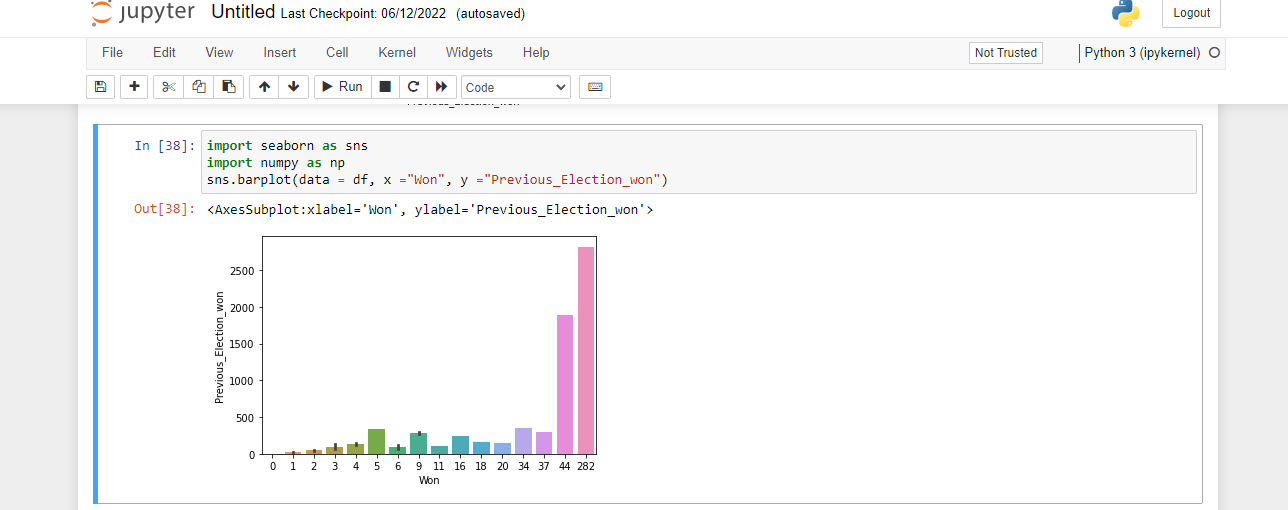 jupyter Untitled Last Checkpoint: 06/12/2022 (autosaved)
Logout
File Edit View Insert Cell Kernel Widgets Help
Not Trusted
Python 3 (ipykernel)
Run
Code
In [38]:
import seaborn as sns
import numpy as np
sns.barplot(data = df, x ="Won", y ="Previous_Election_won")
Out[38]: <AxesSubplot:xlabel='Won', ylabel='Previous_Election_won'>
Previous_Election_won
2500
2000
1500
1000
500
0
0 1 2 3 4 5 6 9 11 16 18 20 34 37 44 282
Won